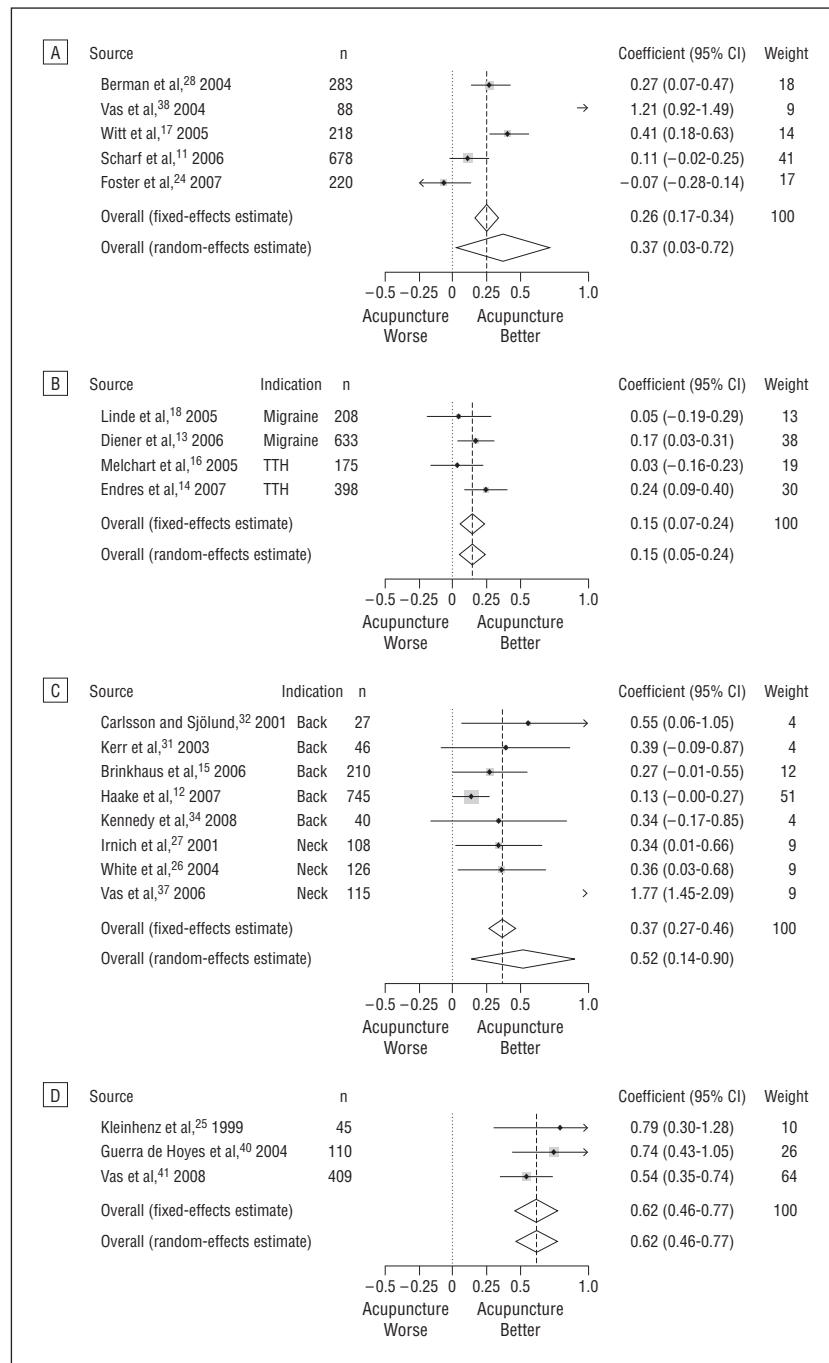 A Source n Coefficient (95% CI) Weight
Berman et al,28 2004 283 0.27 (0.07-0.47) 18
Vas et al,38 2004 88 1.21 (0.92-1.49) 9
Witt et al,17 2005 218 0.41 (0.18-0.63) 14
Scharf et al,11 2006 678 0.11 (−0.02-0.25) 41
Foster et al,24 2007 220 −0.07 (−0.28-0.14) 17
Overall (fixed-effects estimate) 0.26 (0.17-0.34) 100
Overall (random-effects estimate) 0.37 (0.03-0.72)
−0.5 −0.25 0 0.25 0.5 1.0
Acupuncture Acupuncture
Worse Better
B Source Indication n Coefficient (95% CI) Weight
Linde et al,18 2005 Migraine 208 0.05 (−0.19-0.29) 13
Diener et al,13 2006 Migraine 633 0.17 (0.03-0.31) 38
Melchart et al,16 2005 TTH 175 0.03 (−0.16-0.23) 19
Endres et al,14 2007 TTH 398 0.24 (0.09-0.40) 30
Overall (fixed-effects estimate) 0.15 (0.07-0.24) 100
Overall (random-effects estimate) 0.15 (0.05-0.24)
−0.5 −0.25 0 0.25 0.5 1.0
Acupuncture Acupuncture
Worse Better
C Source Indication n Coefficient (95% CI) Weight
Carlsson and Sjölund,32 2001 Back 27 0.55 (0.06-1.05) 4
Kerr et al,31 2003 Back 46 0.39 (−0.09-0.87) 4
Brinkhaus et al,15 2006 Back 210 0.27 (−0.01-0.55) 12
Haake et al,12 2007 Back 745 0.13 (−0.00-0.27) 51
Kennedy et al,34 2008 Back 40 0.34 (−0.17-0.85) 4
Irnich et al,27 2001 Neck 108 0.34 (0.01-0.66) 9
White et al,26 2004 Neck 126 0.36 (0.03-0.68) 9
Vas et al,37 2006 Neck 115 1.77 (1.45-2.09) 9
Overall (fixed-effects estimate) 0.37 (0.27-0.46) 100
Overall (random-effects estimate) 0.52 (0.14-0.90)
−0.5 −0.25 0 0.25 0.5 1.0
Acupuncture Acupuncture
Worse Better
D Source n Coefficient (95% CI) Weight
Kleinhenz et al,25 1999 45 0.79 (0.30-1.28) 10
Guerra de Hoyes et al,40 2004 110 0.74 (0.43-1.05) 26
Vas et al,41 2008 409 0.54 (0.35-0.74) 64
Overall (fixed-effects estimate) 0.62 (0.46-0.77) 100
Overall (random-effects estimate) 0.62 (0.46-0.77)
−0.5 −0.25 0 0.25 0.5 1.0
Acupuncture Acupuncture
Worse Better